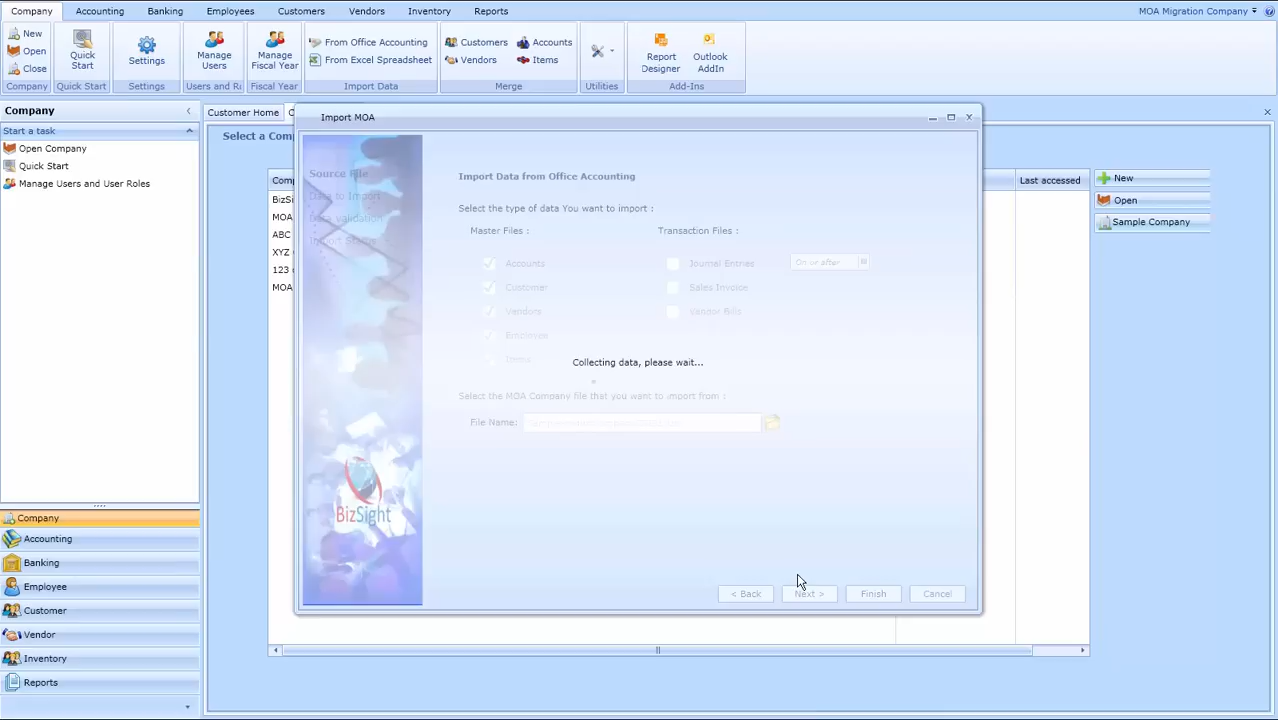 Company Accounting Banking Employees Customers Vendors Inventory Reports MOA Migration Company
New
Open
Close
Company
Quick Start
Quick Start
Settings
Settings
Manage Users
Users and R
Manage Fiscal Year
Fiscal Year
From Office Accounting
From Excel Spreadsheet
Import Data
Customers Accounts
Vendors Items
Merge
Utilities
Report Designer
Outlook AddIn
Add-Ins
Company
Start a task
Open Company
Quick Start
Manage Users and User Roles
Company
Accounting
Banking
Employee
Customer
Vendor
Inventory
Reports
Customer Home C
Select a Comp
Comp
BizSi
MOA
ABC
XYZ
123
MOA
Last accessed
New
Open
Sample Company
Import MOA
Source File
Data to Import
Data Validation
Import Status
BizSight
Import Data from Office Accounting
Select the type of data You want to import :
Master Files : Transaction Files :
Accounts Journal Entries On or after
Customer Sales Invoice
Vendors Vendor Bills
Employee
Items
Collecting data, please wait...
Select the MOA Company file that you want to import from :
File Name:
< Back Next > Finish Cancel